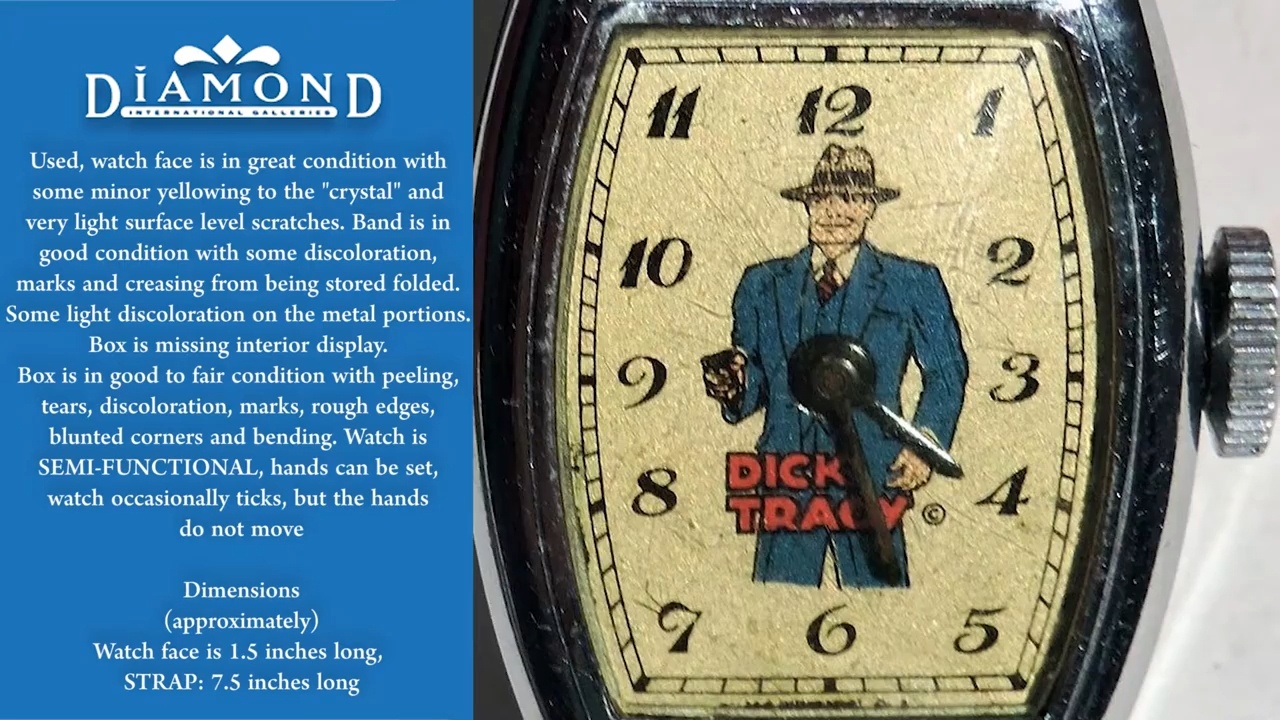 DIAMOND
INTERNATIONAL GALLERIES
Used, watch face is in great condition with
some minor yellowing to the "crystal" and
very light surface level scratches. Band is in
good condition with some discoloration,
marks and creasing from being stored folded.
Some light discoloration on the metal portions.
Box is missing interior display.
Box is in good to fair condition with peeling,
tears, discoloration, marks, rough edges,
blunted corners and bending. Watch is
SEMI-FUNCTIONAL, hands can be set,
watch occasionally ticks, but the hands
do not move
Dimensions
(approximately)
Watch face is 1.5 inches long,
STRAP: 7.5 inches long
11 12 1
10 2
9 3
DICK
TRACY ©
8 4
7 6 5